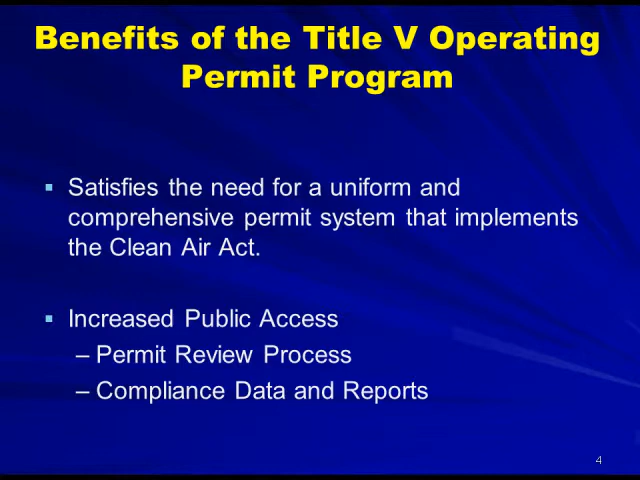 Benefits of the Title V Operating
Permit Program
▪ Satisfies the need for a uniform and
comprehensive permit system that implements
the Clean Air Act.
▪ Increased Public Access
– Permit Review Process
– Compliance Data and Reports
4